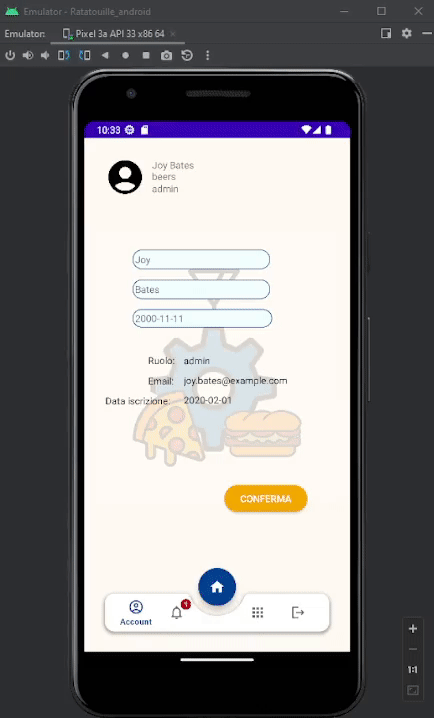 Emulator - Ratatouille_android
Emulator: Pixel 3a API 33 x86 64
10:33
Joy Bates
beers
admin
Joy
Bates
2000-11-11
Ruolo: admin
Email: joy.bates@example.com
Data iscrizione: 2020-02-01
CONFERMA
1
Account
1:1